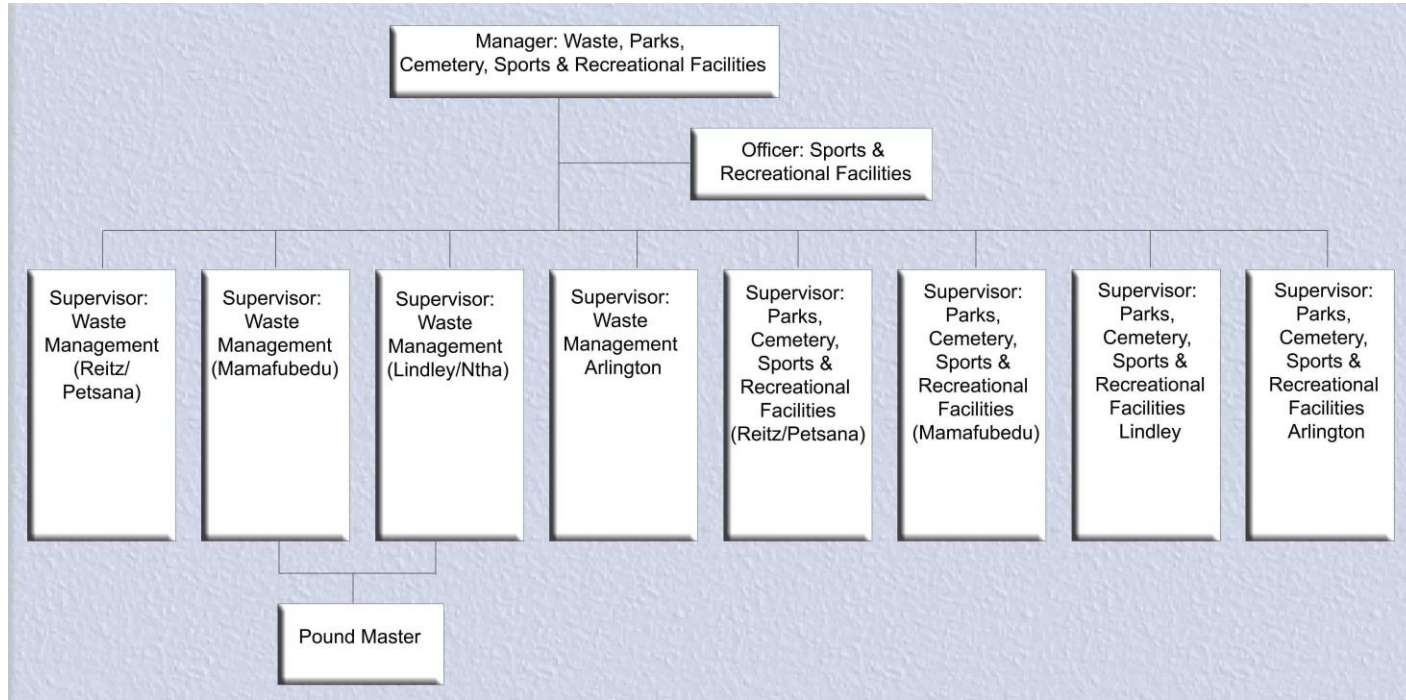 Manager: Waste, Parks,
Cemetery, Sports & Recreational Facilities
Officer: Sports &
Recreational Facilities
Supervisor:
Waste
Management
(Reitz/
Petsana)
Supervisor:
Waste
Management
(Mamafubedu)
Supervisor:
Waste
Management
(Lindley/Ntha)
Supervisor:
Waste
Management
Arlington
Supervisor:
Parks,
Cemetery,
Sports &
Recreational
Facilities
(Reitz/Petsana)
Supervisor:
Parks,
Cemetery,
Sports &
Recreational
Facilities
(Mamafubedu)
Supervisor:
Parks,
Cemetery,
Sports &
Recreational
Facilities
Lindley
Supervisor:
Parks,
Cemetery,
Sports &
Recreational
Facilities
Arlington
Pound Master